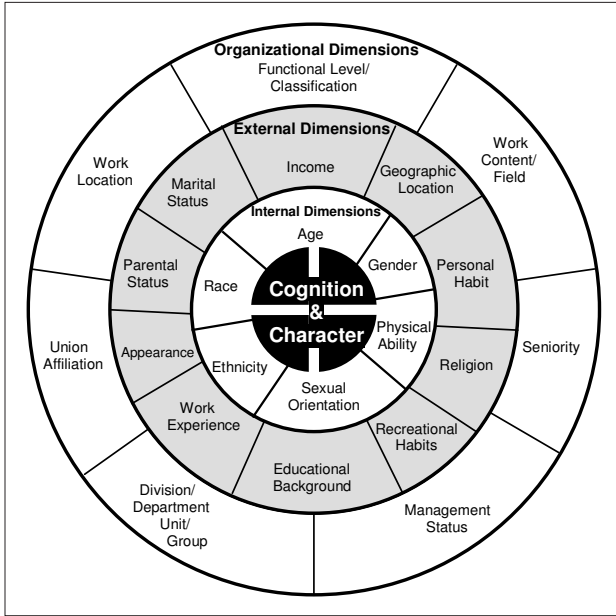 Organizational Dimensions
Functional Level/
Classification
Work
Content/
Field
Seniority
Management
Status
Division/
Department
Unit/
Group
Union
Affiliation
Work
Location
External Dimensions
Income
Geographic
Location
Personal
Habit
Religion
Recreational
Habits
Educational
Background
Work
Experience
Appearance
Parental
Status
Marital
Status
Internal Dimensions
Age
Gender
Physical
Ability
Sexual
Orientation
Ethnicity
Race
Cognition
&
Character